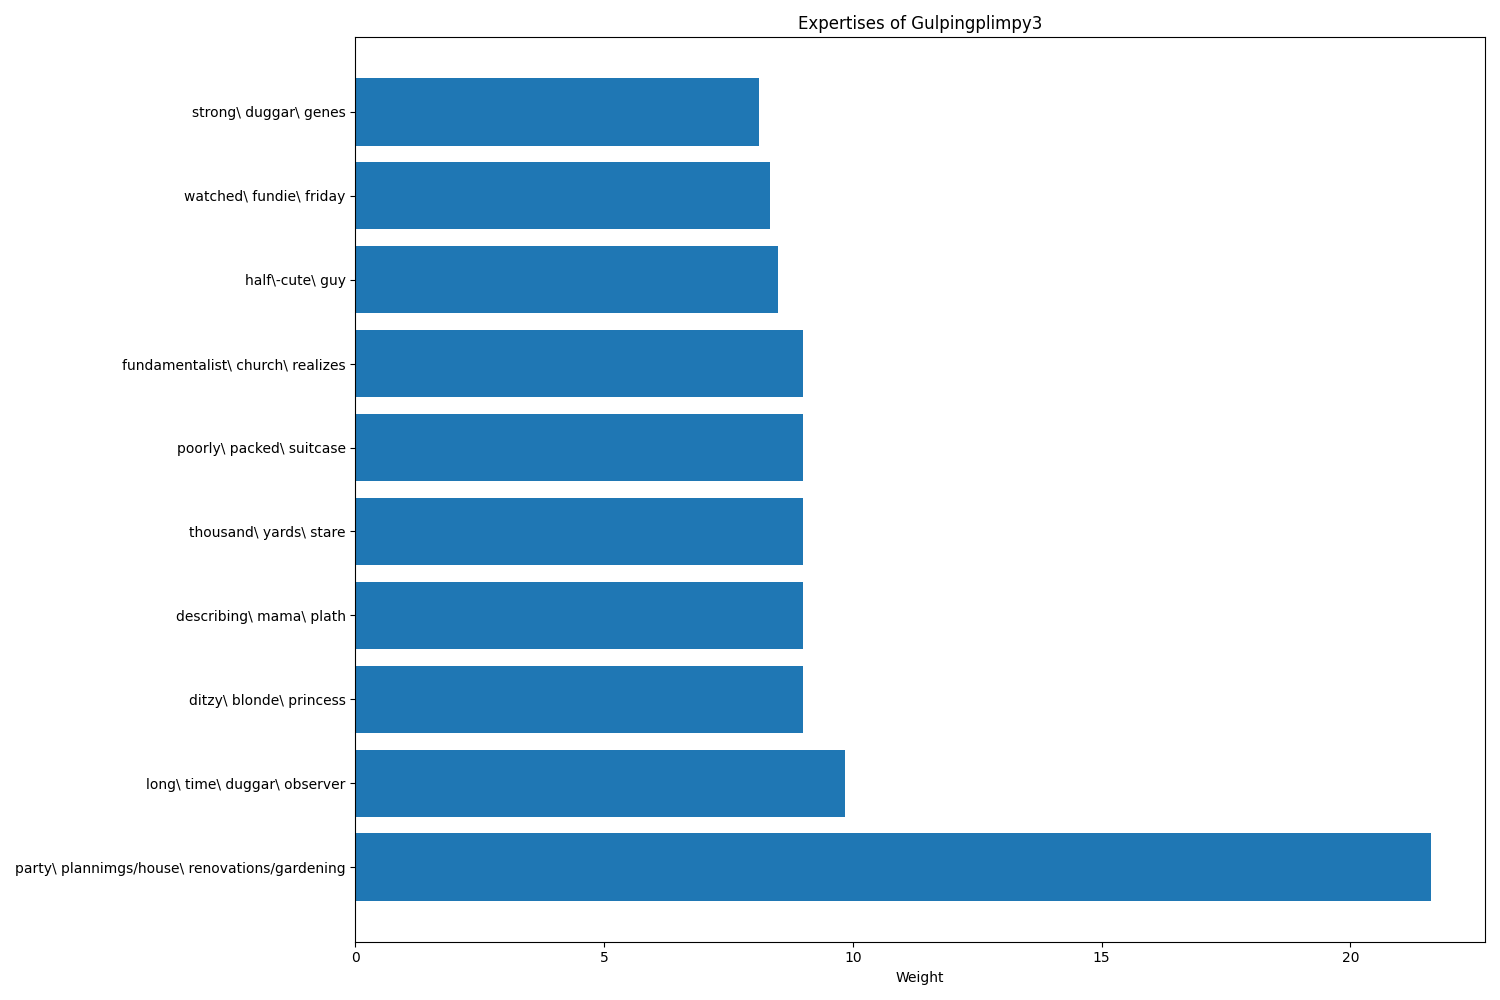 Expertises of Gulpingplimpy3
strong\ duggar\ genes
watched\ fundie\ friday
half\-cute\ guy
fundamentalist\ church\ realizes
poorly\ packed\ suitcase
thousand\ yards\ stare
describing\ mama\ plath
ditzy\ blonde\ princess
long\ time\ duggar\ observer
party\ plannimgs/house\ renovations/gardening
0 5 10 15 20
Weight